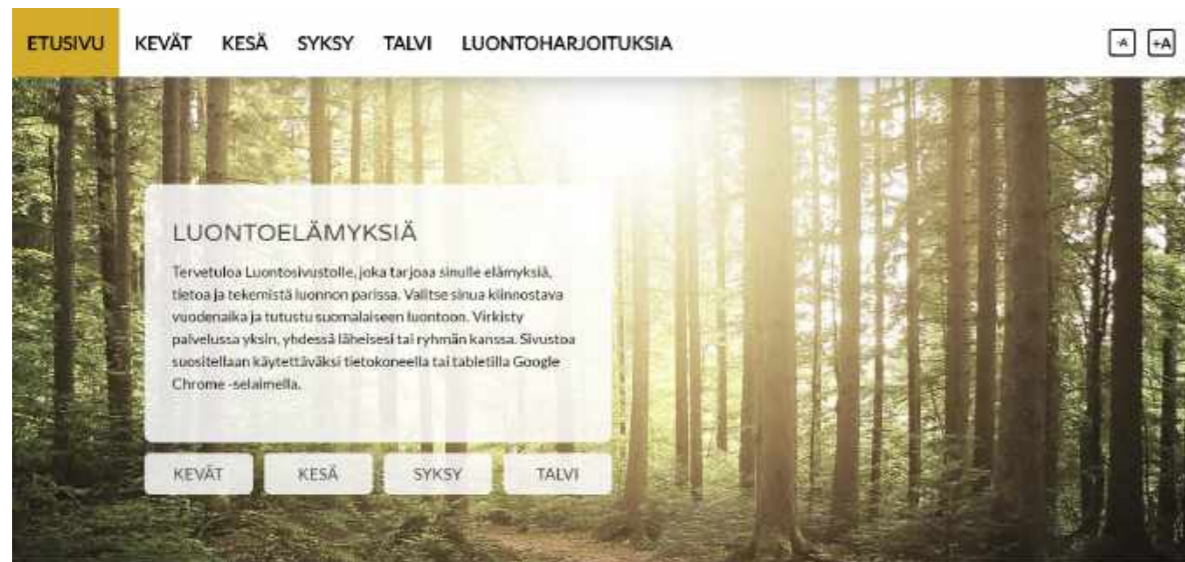 ETUSIVU KEVÄT KESÄ SYKSY TALVI LUONTOHARJOITUKSIA -A +A
LUONTOELÄMYKSIÄ
Tervetuloa Luontosivustolle, joka tarjoaa sinulle elämyksiä,
tietoa ja tekemistä luonnon parissa. Valitse sinua kiinnostava
vuodenaika ja tutustu suomalaiseen luontoon. Virkisty
palvelussa yksin, yhdessä läheisesi tai ryhmän kanssa. Sivustoa
suositellaan käytettäväksi tietokoneella tai tabletilla Google
Chrome -selaimella.
KEVÄT KESÄ SYKSY TALVI